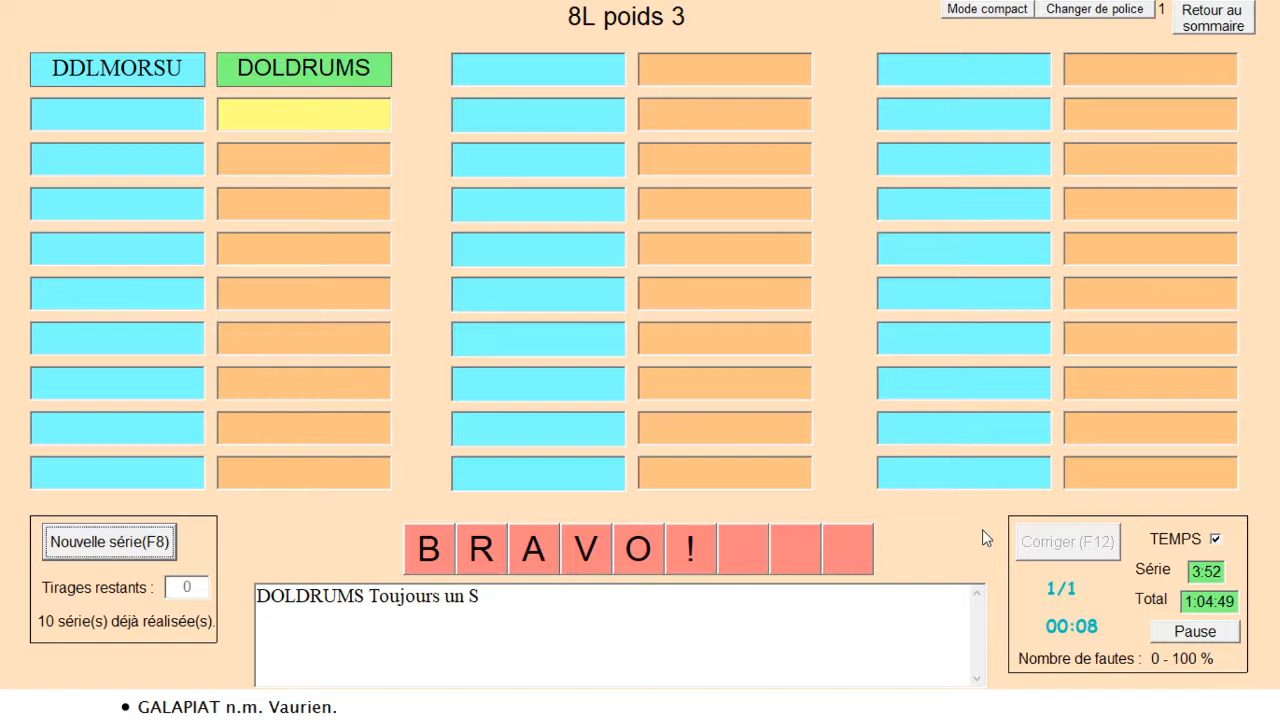 8L poids 3
Mode compact
Changer de police
1
Retour au
sommaire
DDLMORSU
DOLDRUMS
Nouvelle série(F8)
Tirages restants : 0
10 série(s) déjà réalisée(s).
B R A V O !
DOLDRUMS Toujours un S
Corriger (F12)
TEMPS
Série 3:52
1/1
Total 1:04:49
00:08
Pause
Nombre de fautes : 0 - 100 %
• GALAPIAT n.m. Vaurien.